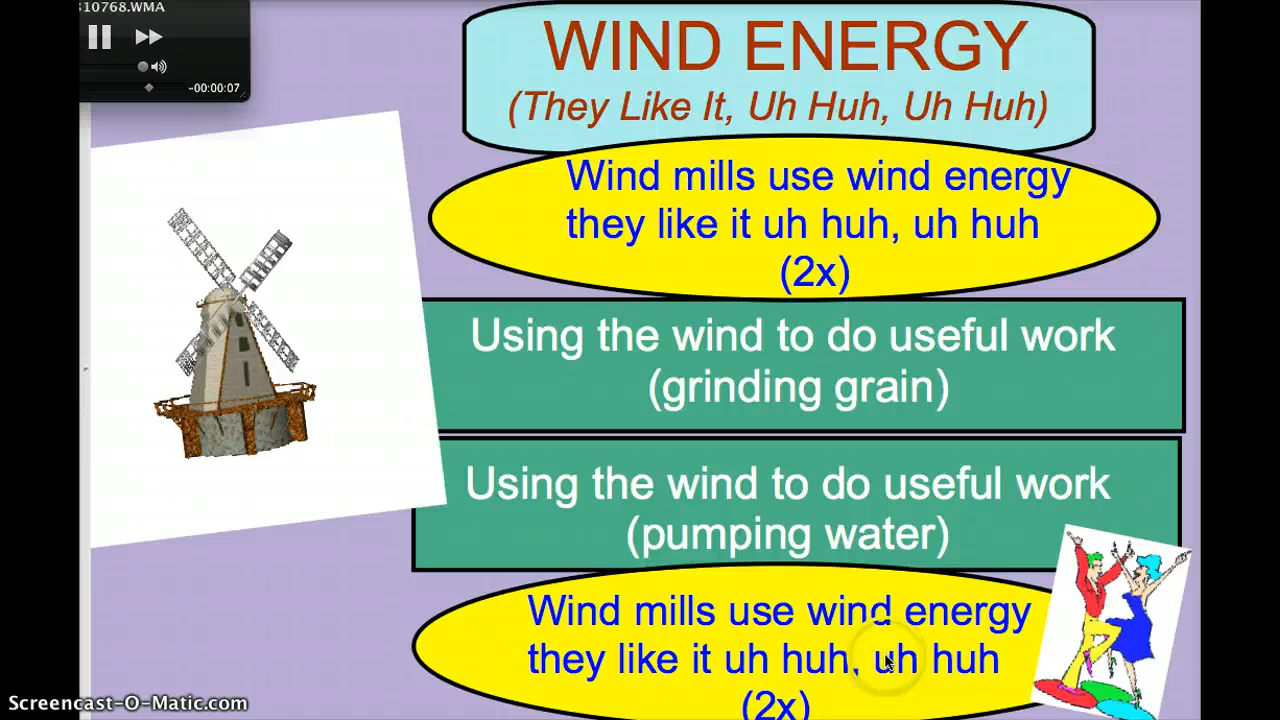 10768.WMA
-00:00:07
WIND ENERGY
(They Like It, Uh Huh, Uh Huh)
Wind mills use wind energy
they like it uh huh, uh huh
(2x)
Using the wind to do useful work
(grinding grain)
Using the wind to do useful work
(pumping water)
Wind mills use wind energy
they like it uh huh, uh huh
(2x)
Screencast-O-Matic.com